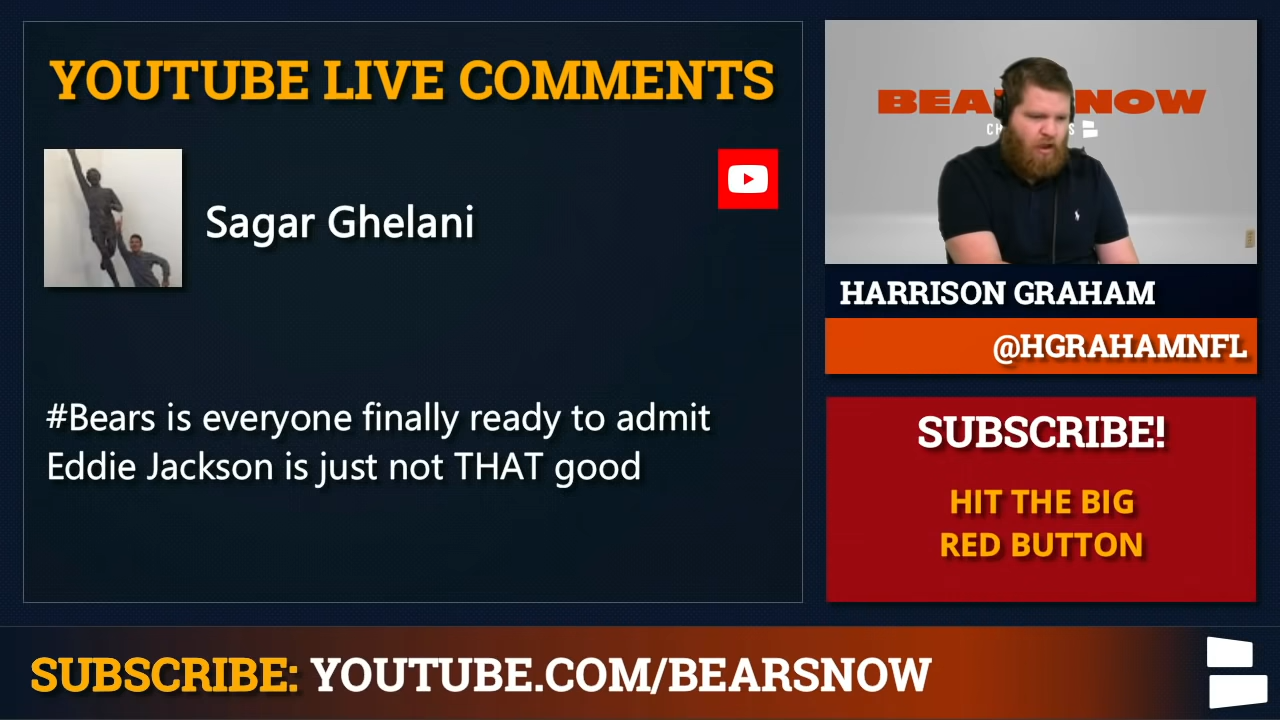 YOUTUBE LIVE COMMENTS
Sagar Ghelani
#Bears is everyone finally ready to admit
Eddie Jackson is just not THAT good
HARRISON GRAHAM
@HGRAHAMNFL
SUBSCRIBE!
HIT THE BIG
RED BUTTON
SUBSCRIBE: YOUTUBE.COM/BEARSNOW